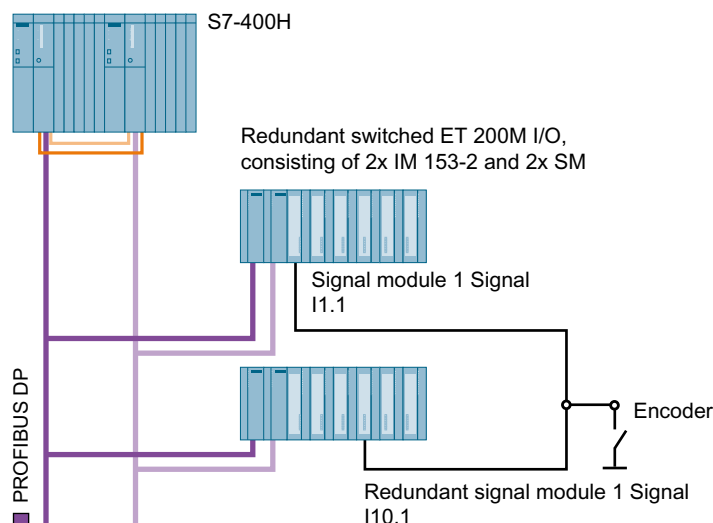 S7-400H
Redundant switched ET 200M I/O,
consisting of 2x IM 153-2 and 2x SM
Signal module 1 Signal
I1.1
Encoder
PROFIBUS DP
Redundant signal module 1 Signal
I10.1